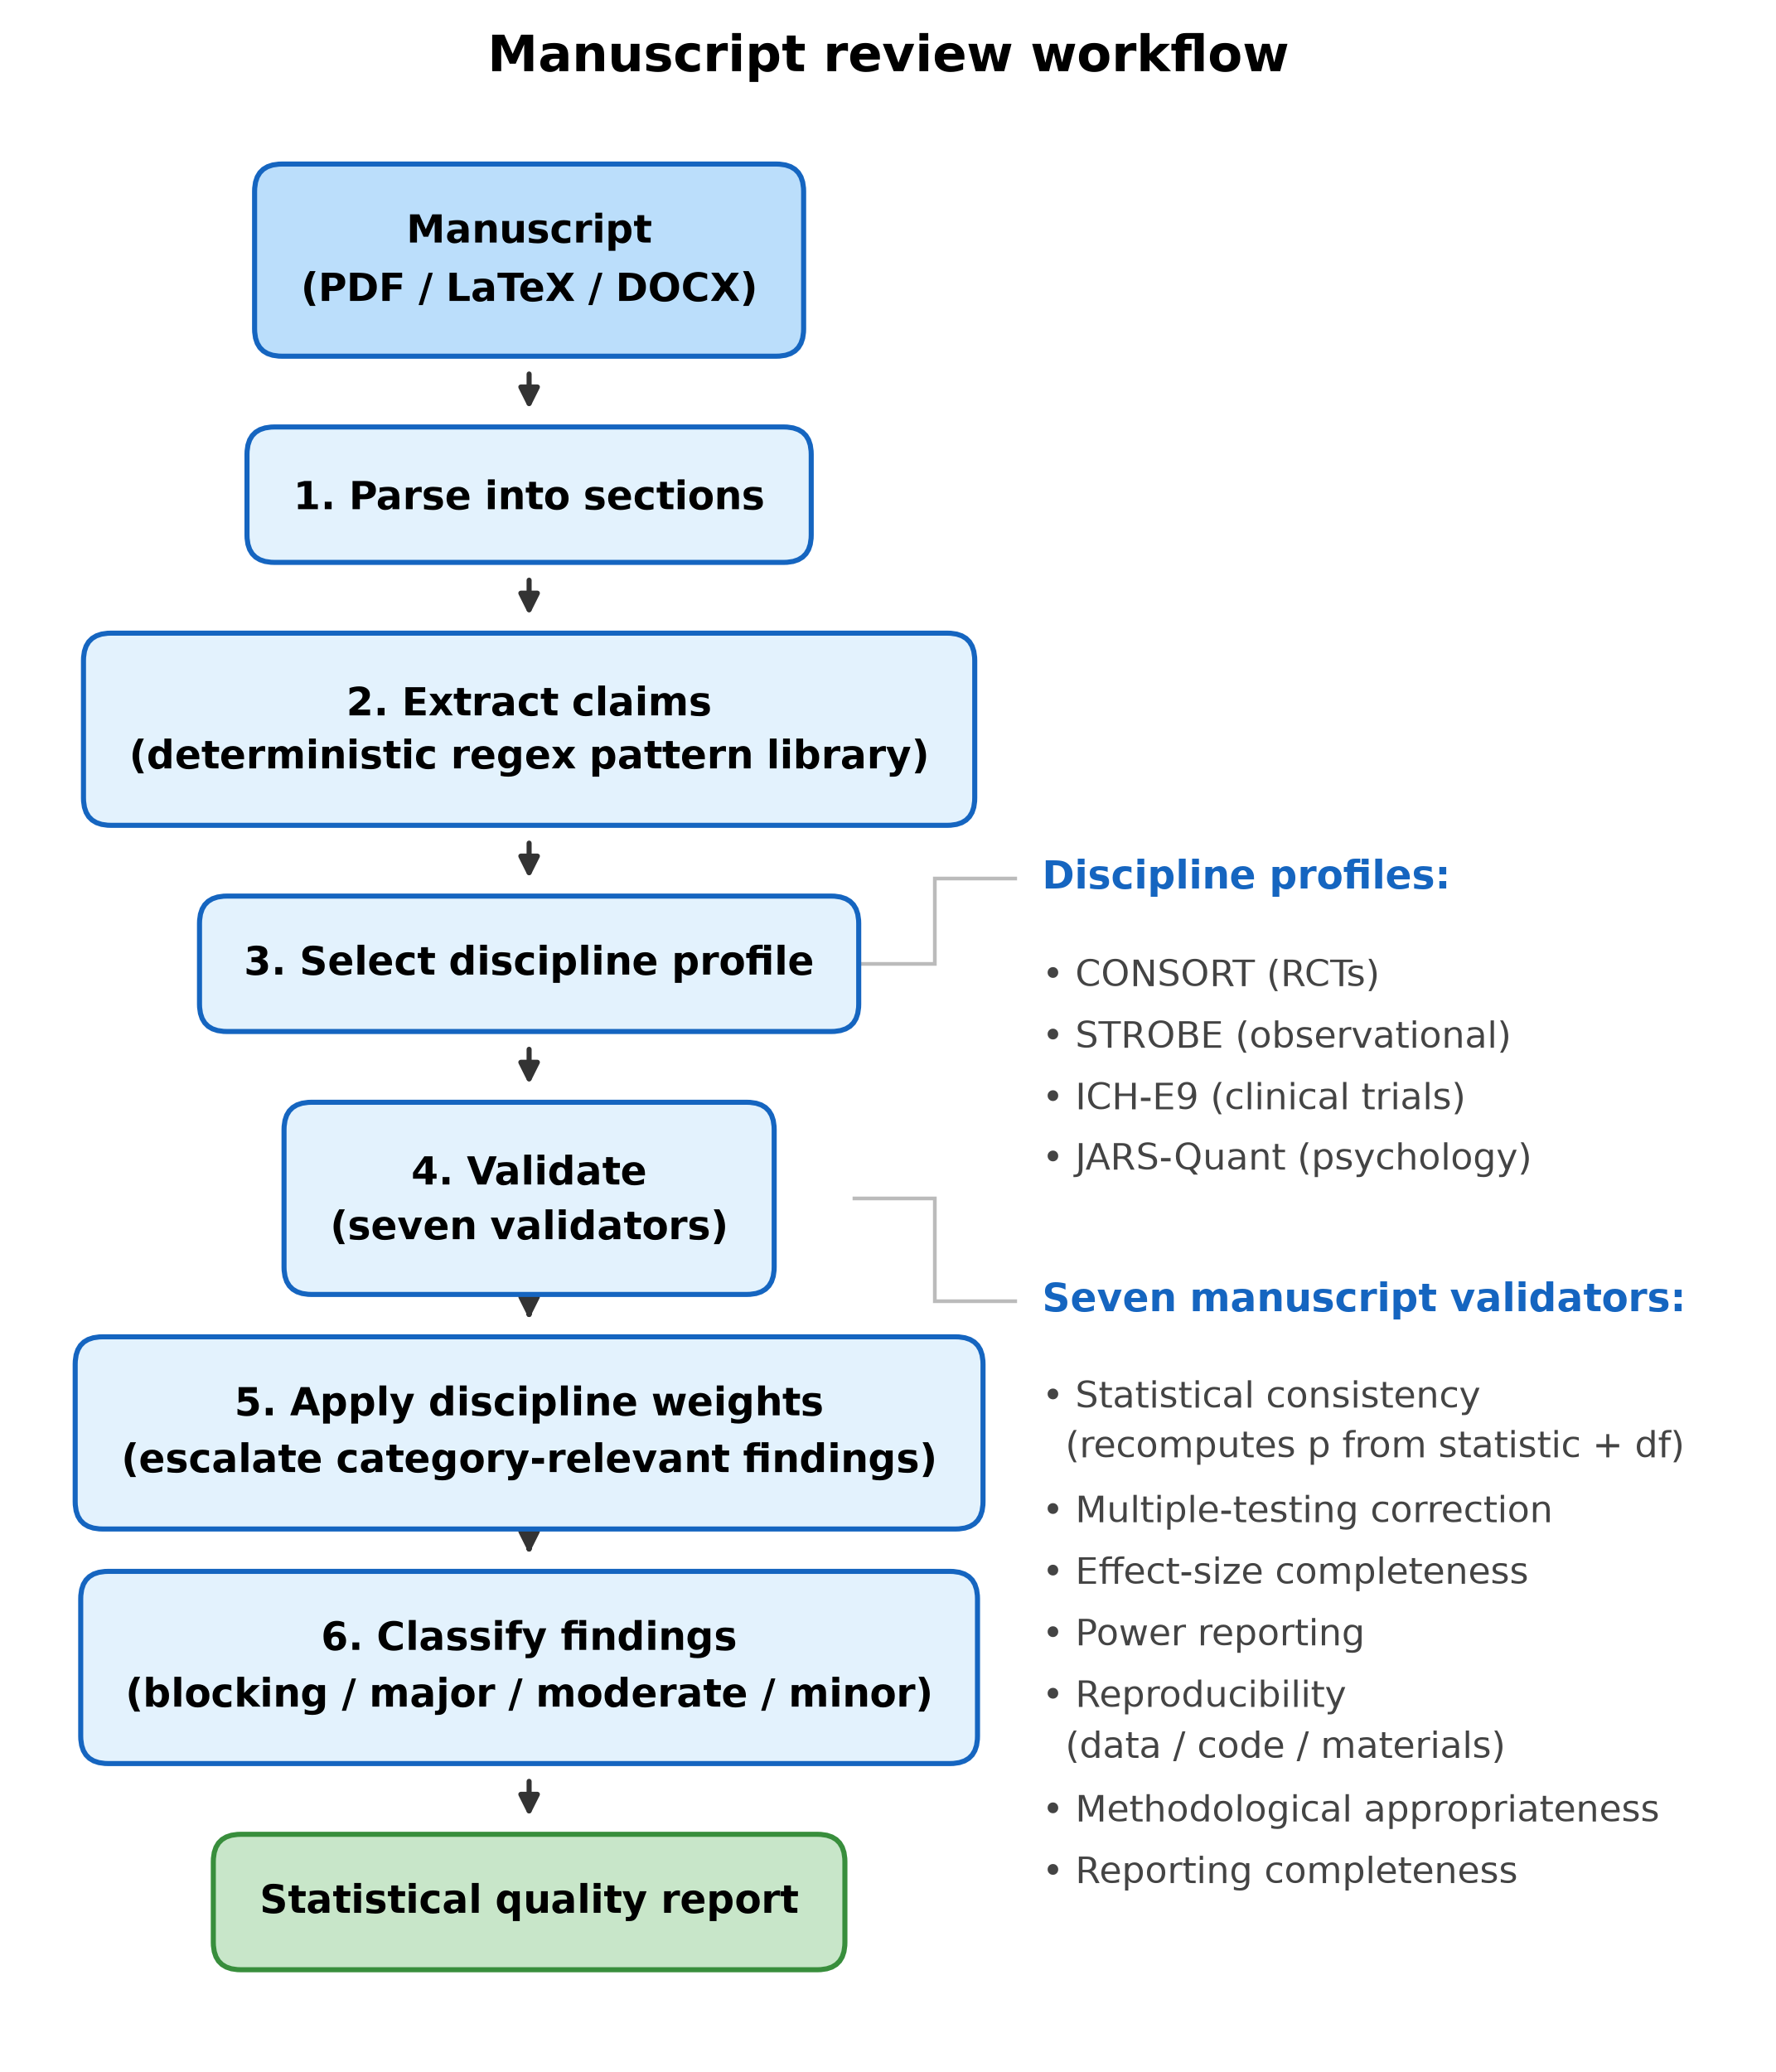 Manuscript review workflow
Manuscript
(PDF / LaTeX / DOCX)
1. Parse into sections
2. Extract claims
(deterministic regex pattern library)
3. Select discipline profile
4. Validate
(seven validators)
5. Apply discipline weights
(escalate category-relevant findings)
6. Classify findings
(blocking / major / moderate / minor)
Statistical quality report
Discipline profiles:
• CONSORT (RCTs)
• STROBE (observational)
• ICH-E9 (clinical trials)
• JARS-Quant (psychology)
Seven manuscript validators:
• Statistical consistency
(recomputes p from statistic + df)
• Multiple-testing correction
• Effect-size completeness
• Power reporting
• Reproducibility
(data / code / materials)
• Methodological appropriateness
• Reporting completeness